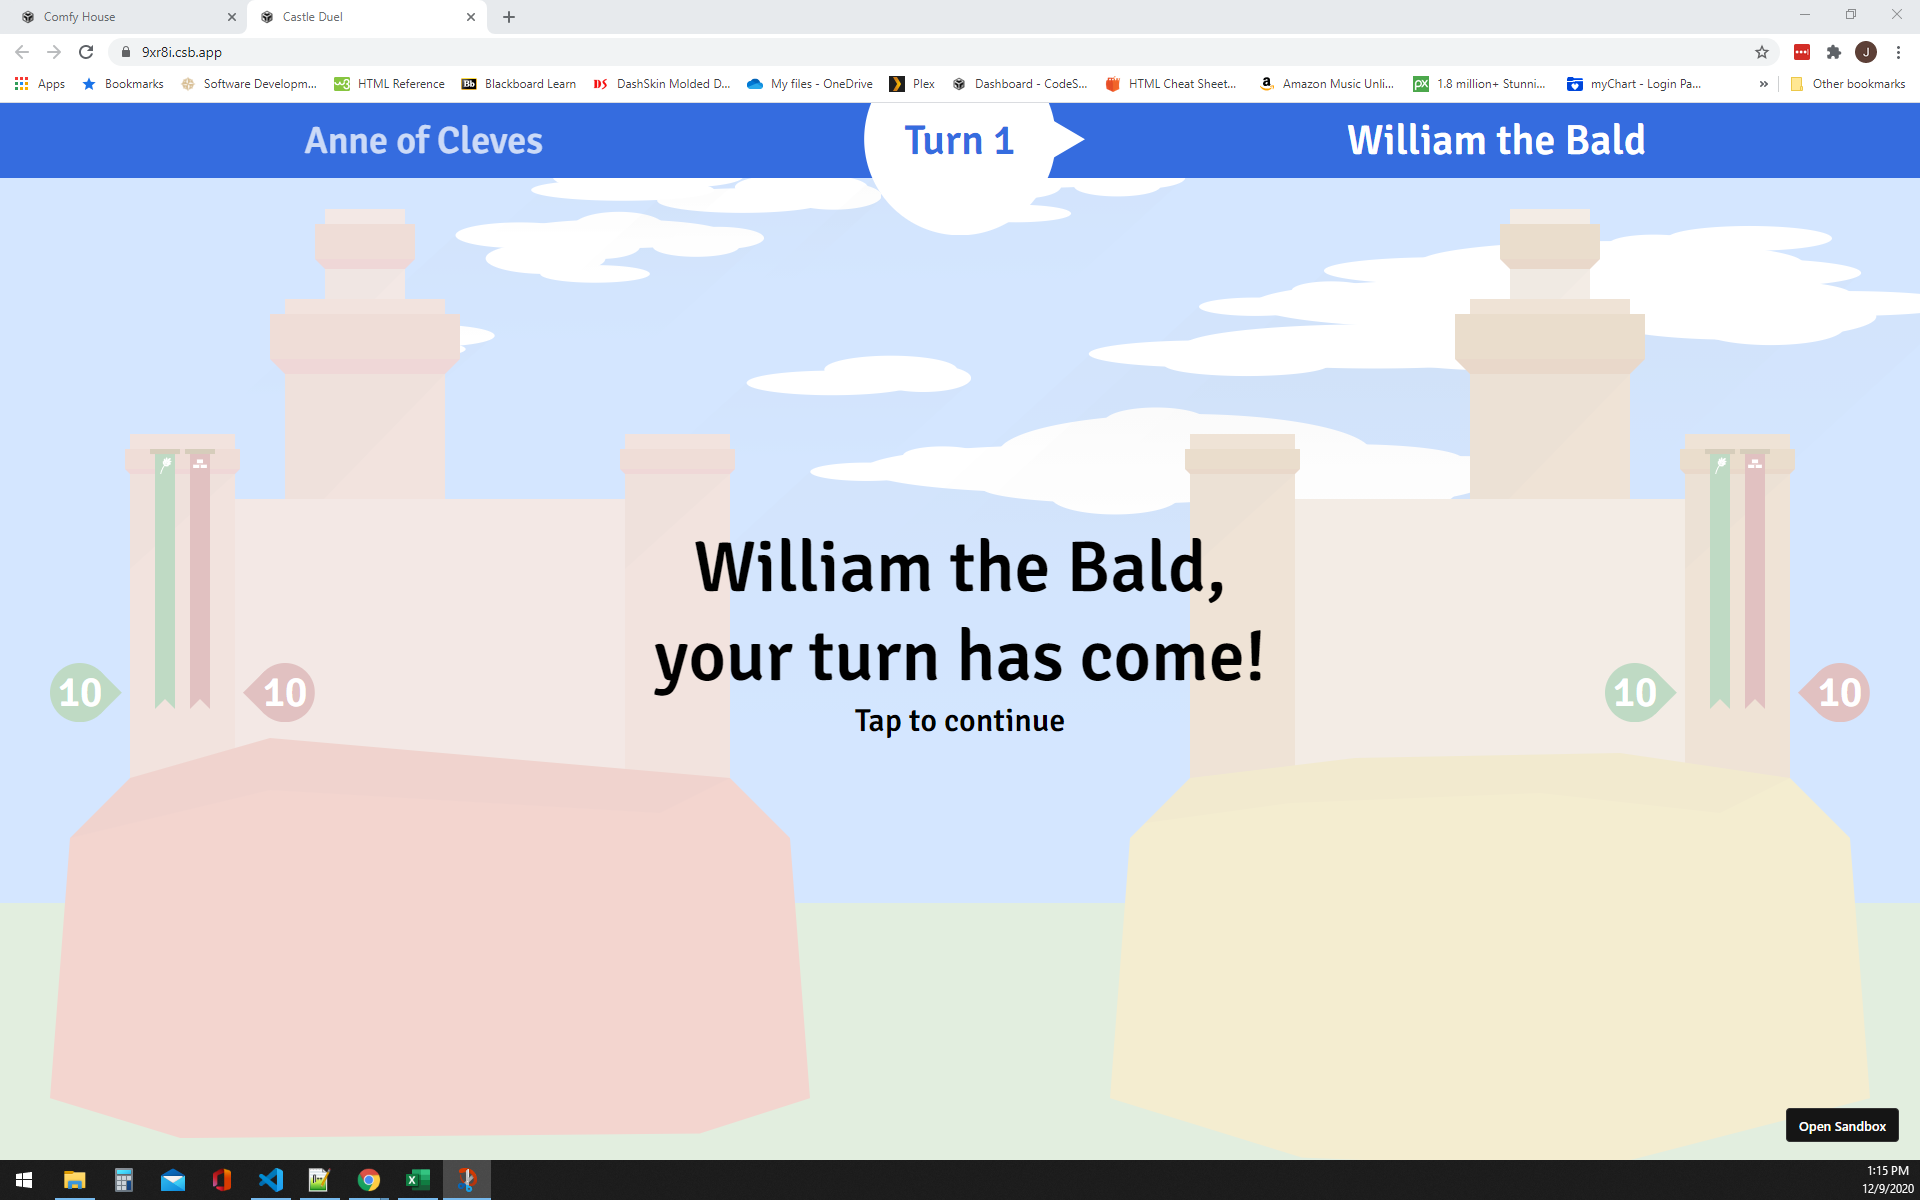 Comfy House
Castle Duel
9xr8i.csb.app
J
Apps
Bookmarks
Software Developm...
HTML Reference
Bb Blackboard Learn
DS DashSkin Molded D...
My files - OneDrive
Plex
Dashboard - CodeS...
HTML Cheat Sheet...
a Amazon Music Unli...
px 1.8 million+ Stunni...
myChart - Login Pa...
»
Other bookmarks
Anne of Cleves
Turn 1
William the Bald
William the Bald,
your turn has come!
Tap to continue
10
10
10
10
Open Sandbox
1:15 PM
12/9/2020